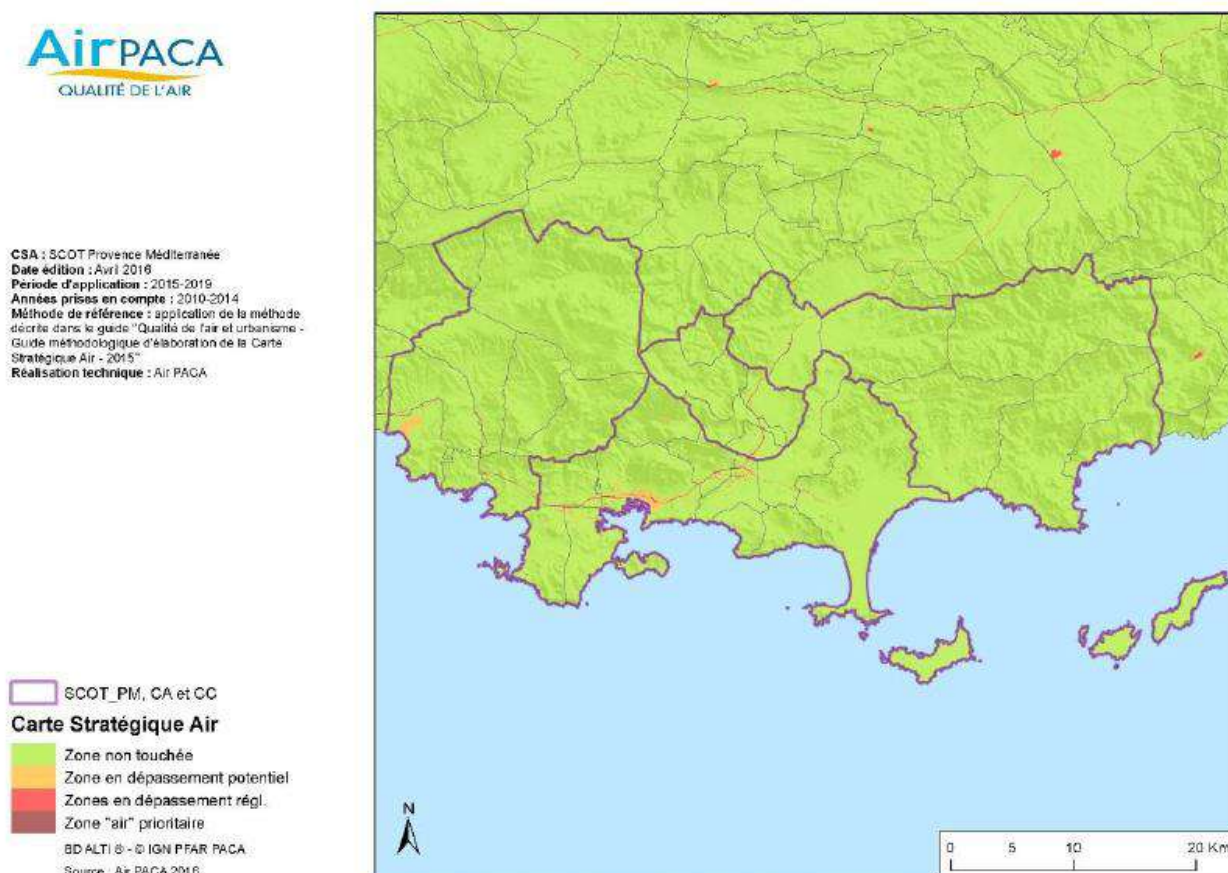 AirPACA
QUALITÉ DE L'AIR
CSA : SCOT Provence Méditerranée
Date édition : Avril 2016
Période d'application : 2015-2019
Années prises en compte : 2010-2014
Méthode de référence : application de la méthode
décrite dans le guide "Qualité de l'air et urbanisme -
Guide méthodologique d'élaboration de la Carte
Stratégique Air - 2015"
Réalisation technique : Air PACA
SCOT_PM, CA et CC
Carte Stratégique Air
Zone non touchée
Zone en dépassement potentiel
Zones en dépassement régl.
Zone "air" prioritaire
BD ALTI ® - © IGN PFAR PACA
Source : Air PACA 2016
N
0 5 10 20 Km